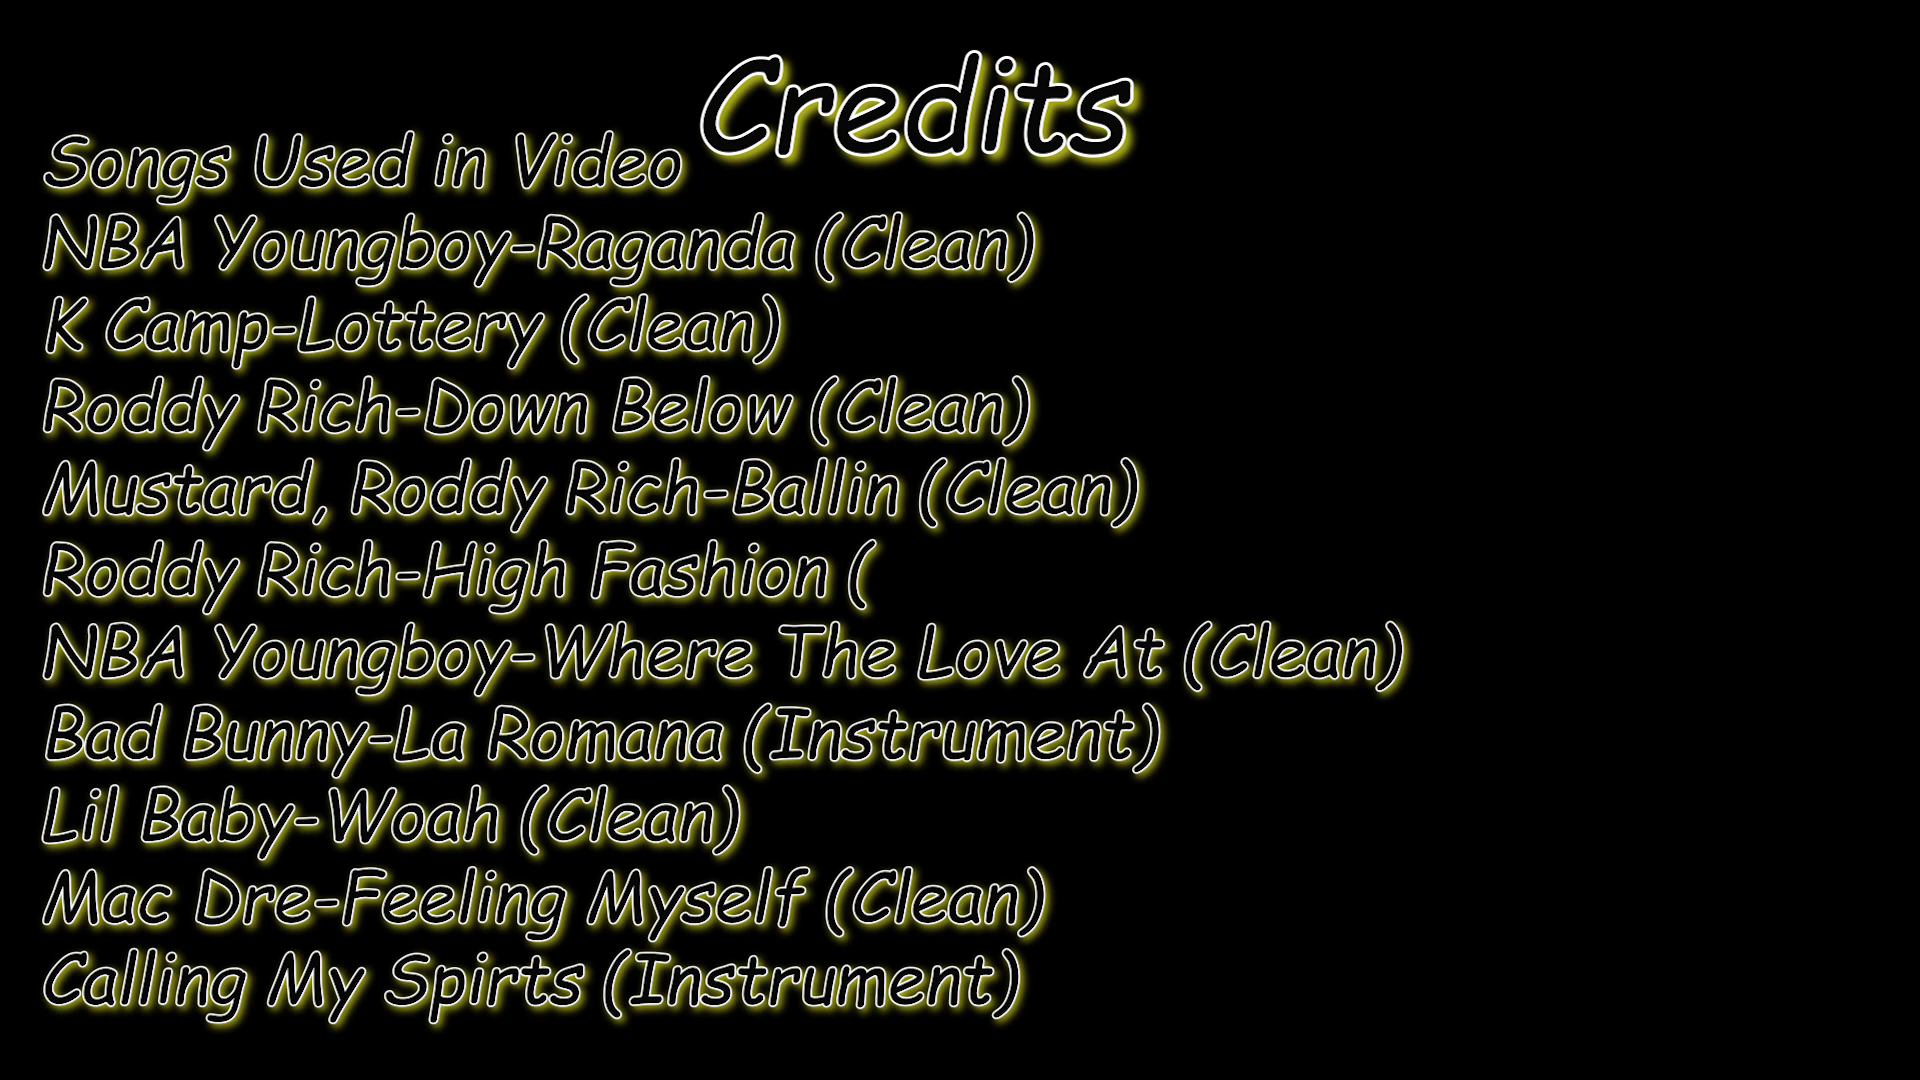 Credits
Songs Used in Video
NBA Youngboy-Raganda (Clean)
K Camp-Lottery (Clean)
Roddy Rich-Down Below (Clean)
Mustard, Roddy Rich-Ballin (Clean)
Roddy Rich-High Fashion (
NBA Youngboy-Where The Love At (Clean)
Bad Bunny-La Romana (Instrument)
Lil Baby-Woah (Clean)
Mac Dre-Feeling Myself (Clean)
Calling My Spirts (Instrument)